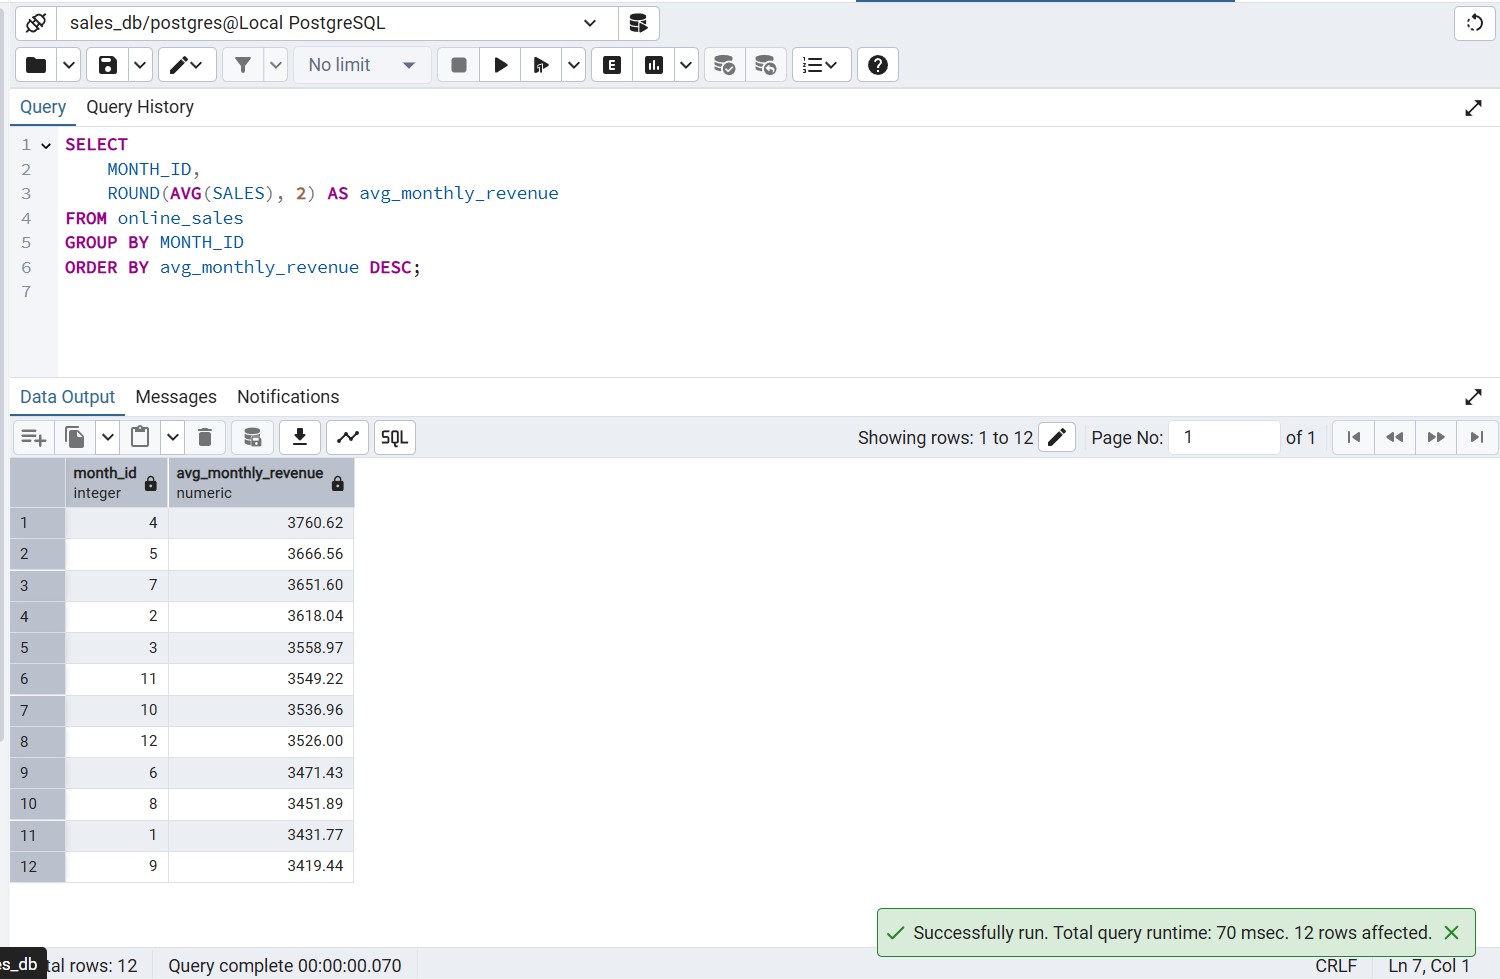 sales_db/postgres@Local PostgreSQL
No limit
E
Query Query History
1 SELECT
2 MONTH_ID,
3 ROUND(AVG(SALES), 2) AS avg_monthly_revenue
4 FROM online_sales
5 GROUP BY MONTH_ID
6 ORDER BY avg_monthly_revenue DESC;
7
Data Output Messages Notifications
SQL Showing rows: 1 to 12 Page No: 1 of 1
month_id avg_monthly_revenue
integer numeric
1 4 3760.62
2 5 3666.56
3 7 3651.60
4 2 3618.04
5 3 3558.97
6 11 3549.22
7 10 3536.96
8 12 3526.00
9 6 3471.43
10 8 3451.89
11 1 3431.77
12 9 3419.44
Successfully run. Total query runtime: 70 msec. 12 rows affected.
es_db tal rows: 12 Query complete 00:00:00.070 CRLF Ln 7, Col 1